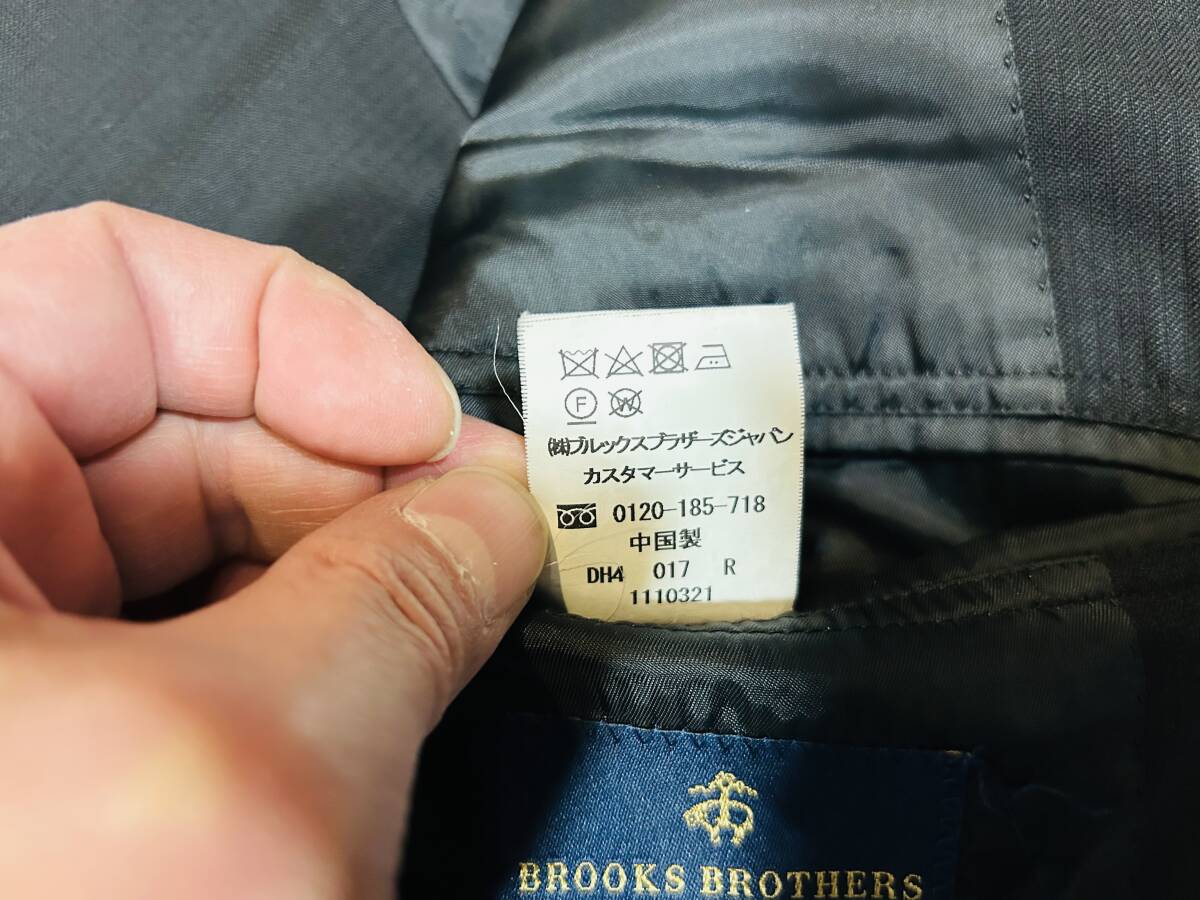 F W
㈱ブルックスブラザーズジャパン
カスタマーサービス
0120-185-718
中国製
DH4 017 R
1110321
BROOKS BROTHERS